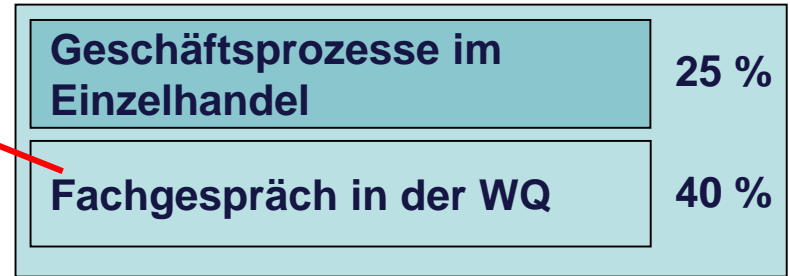 Geschäftsprozesse im
Einzelhandel
25 %
Fachgespräch in der WQ
40 %